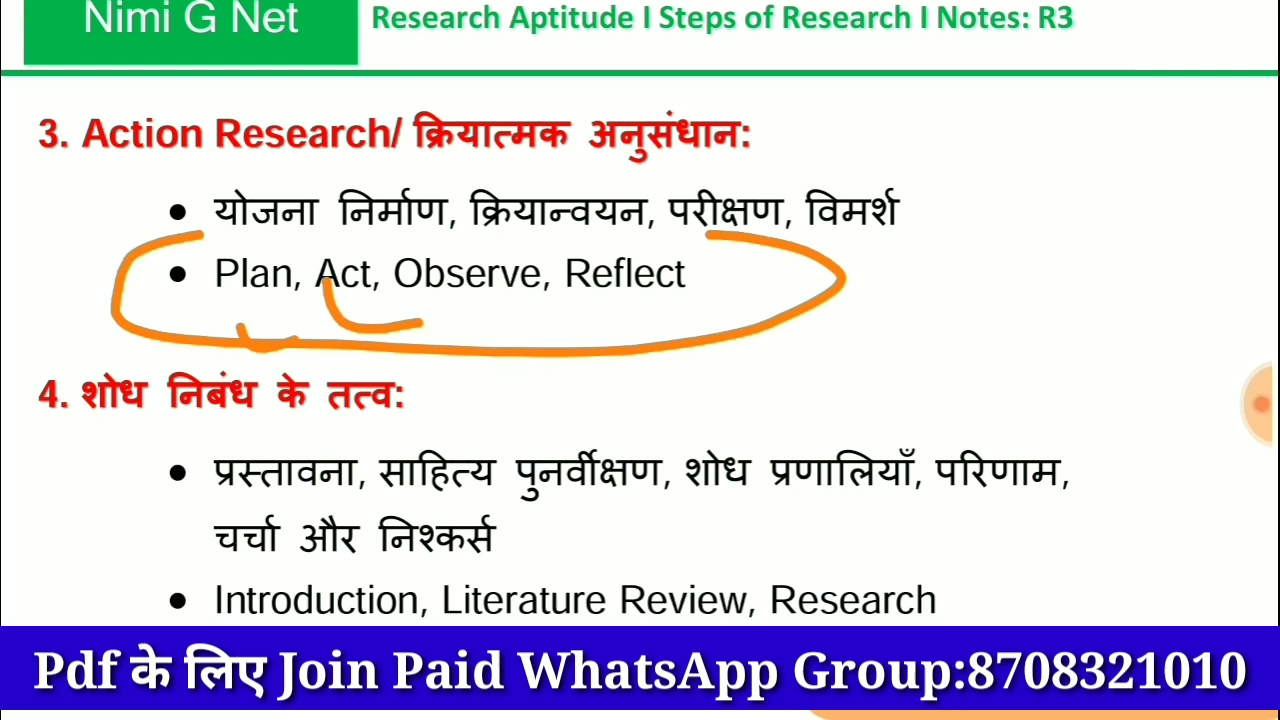 Nimi G Net
Research Aptitude I Steps of Research I Notes: R3
3. Action Research/ क्रियात्मक अनुसंधान:
● योजना निर्माण, क्रियान्वयन, परीक्षण, विमर्श
● Plan, Act, Observe, Reflect
4. शोध निबंध के तत्व:
● प्रस्तावना, साहित्य पुनर्वीक्षण, शोध प्रणालियाँ, परिणाम,
चर्चा और निश्कर्स
● Introduction, Literature Review, Research
Pdf के लिए Join Paid WhatsApp Group:8708321010